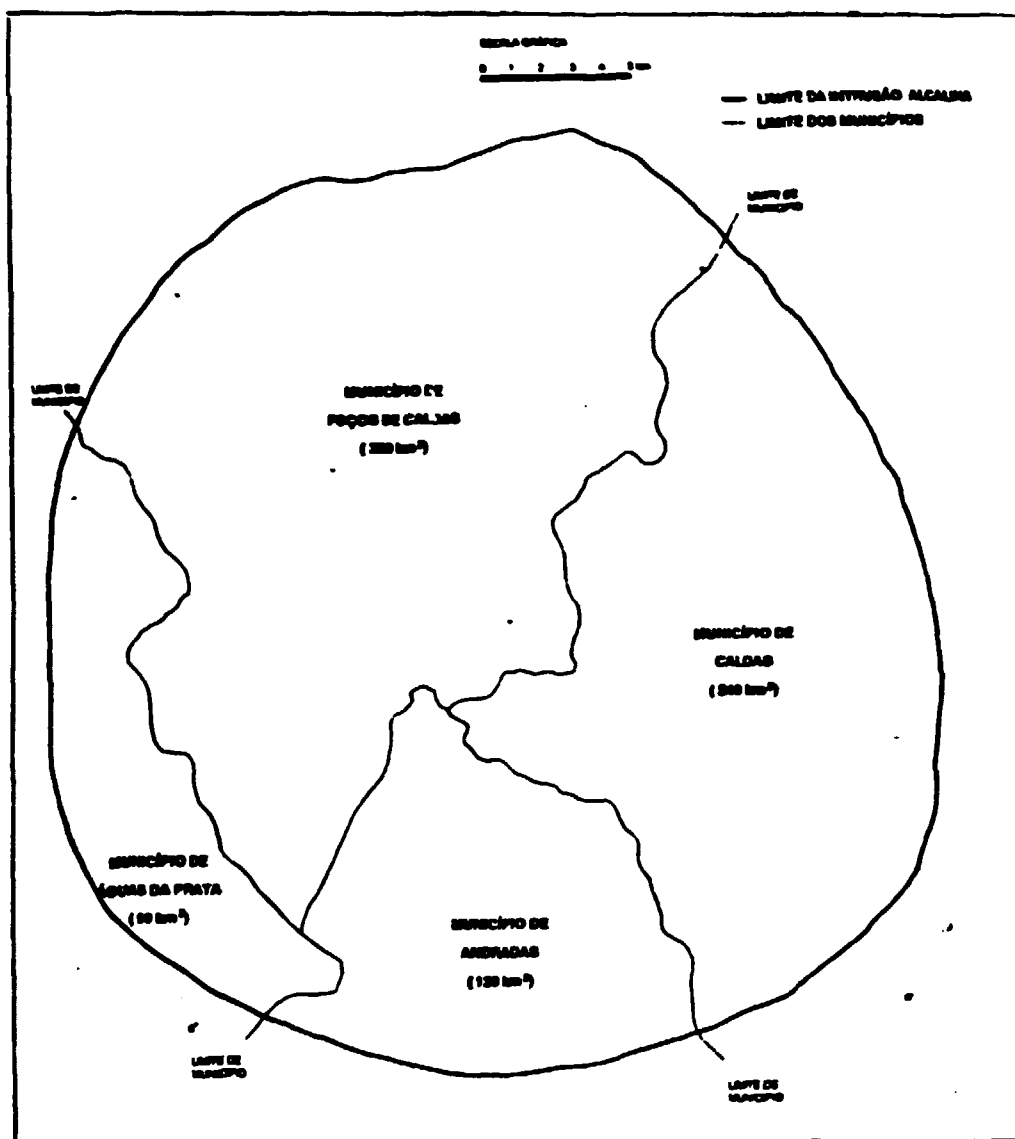 ESCALA GRÁFICA
0 1 2 3 4 5 km
LIMITE DA INTRUSÃO ALCALINA
LIMITE DOS MUNICÍPIOS
LIMITE DE
MUNICÍPIO
LIMITE DE
MUNICÍPIO
MUNICÍPIO DE
POÇOS DE CALDAS
MUNICÍPIO DE
CALDAS
MUNICÍPIO DE
ÁGUAS DA PRATA
MUNICÍPIO DE
ANDRADAS
LIMITE DE
MUNICÍPIO
LIMITE DE
MUNICÍPIO